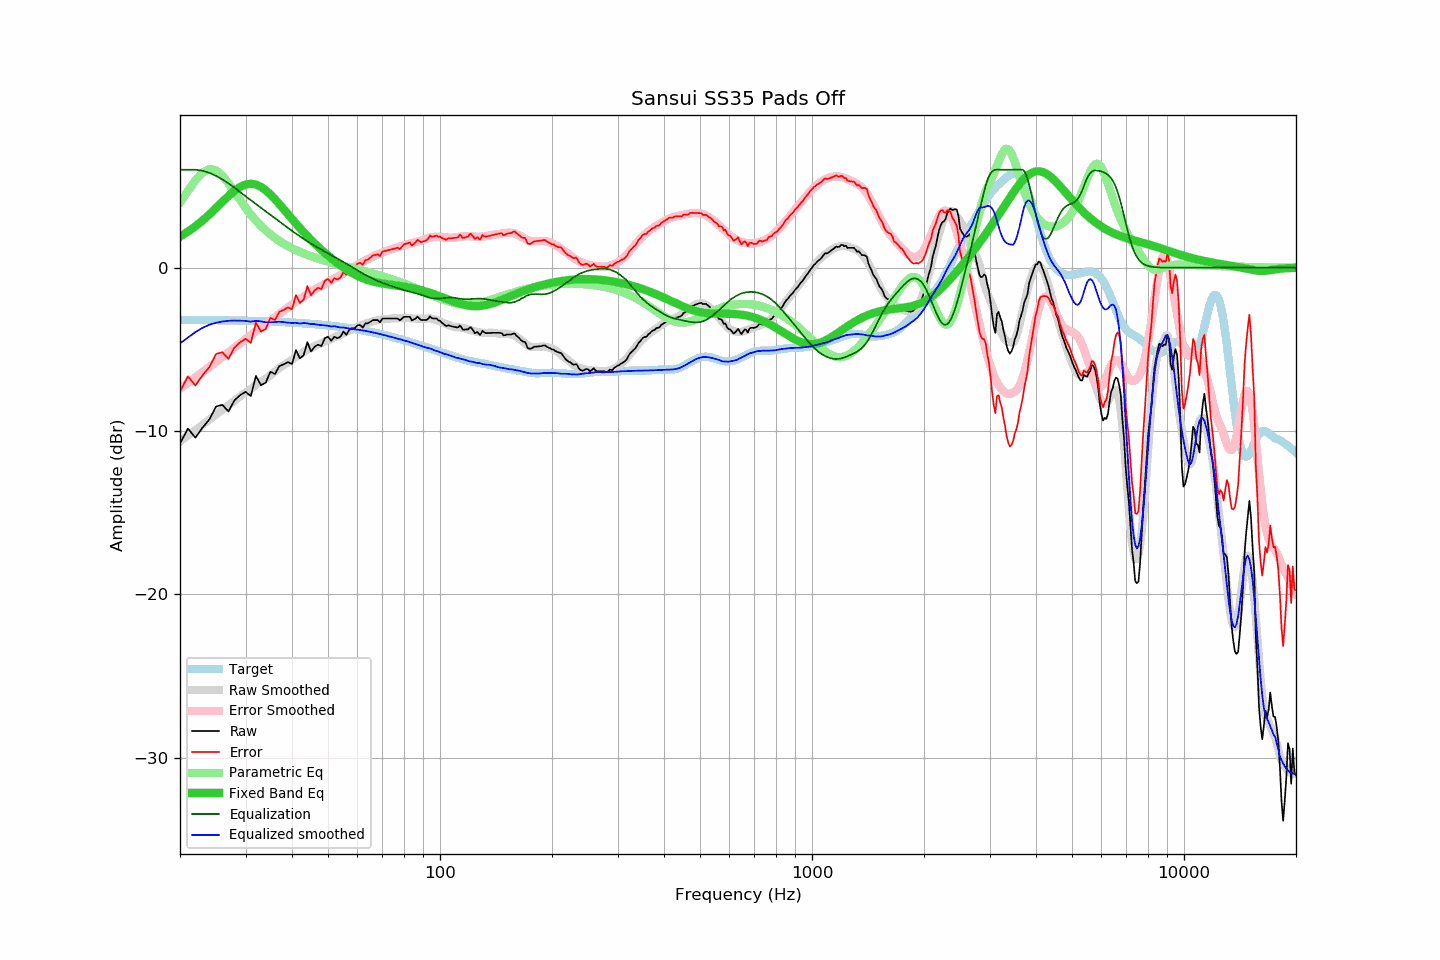 Sansui SS35 Pads Off
Amplitude (dBr)
0
−10
−20
−30
Target
Raw Smoothed
Error Smoothed
Raw
Error
Parametric Eq
Fixed Band Eq
Equalization
Equalized smoothed
100 1000 10000
Frequency (Hz)